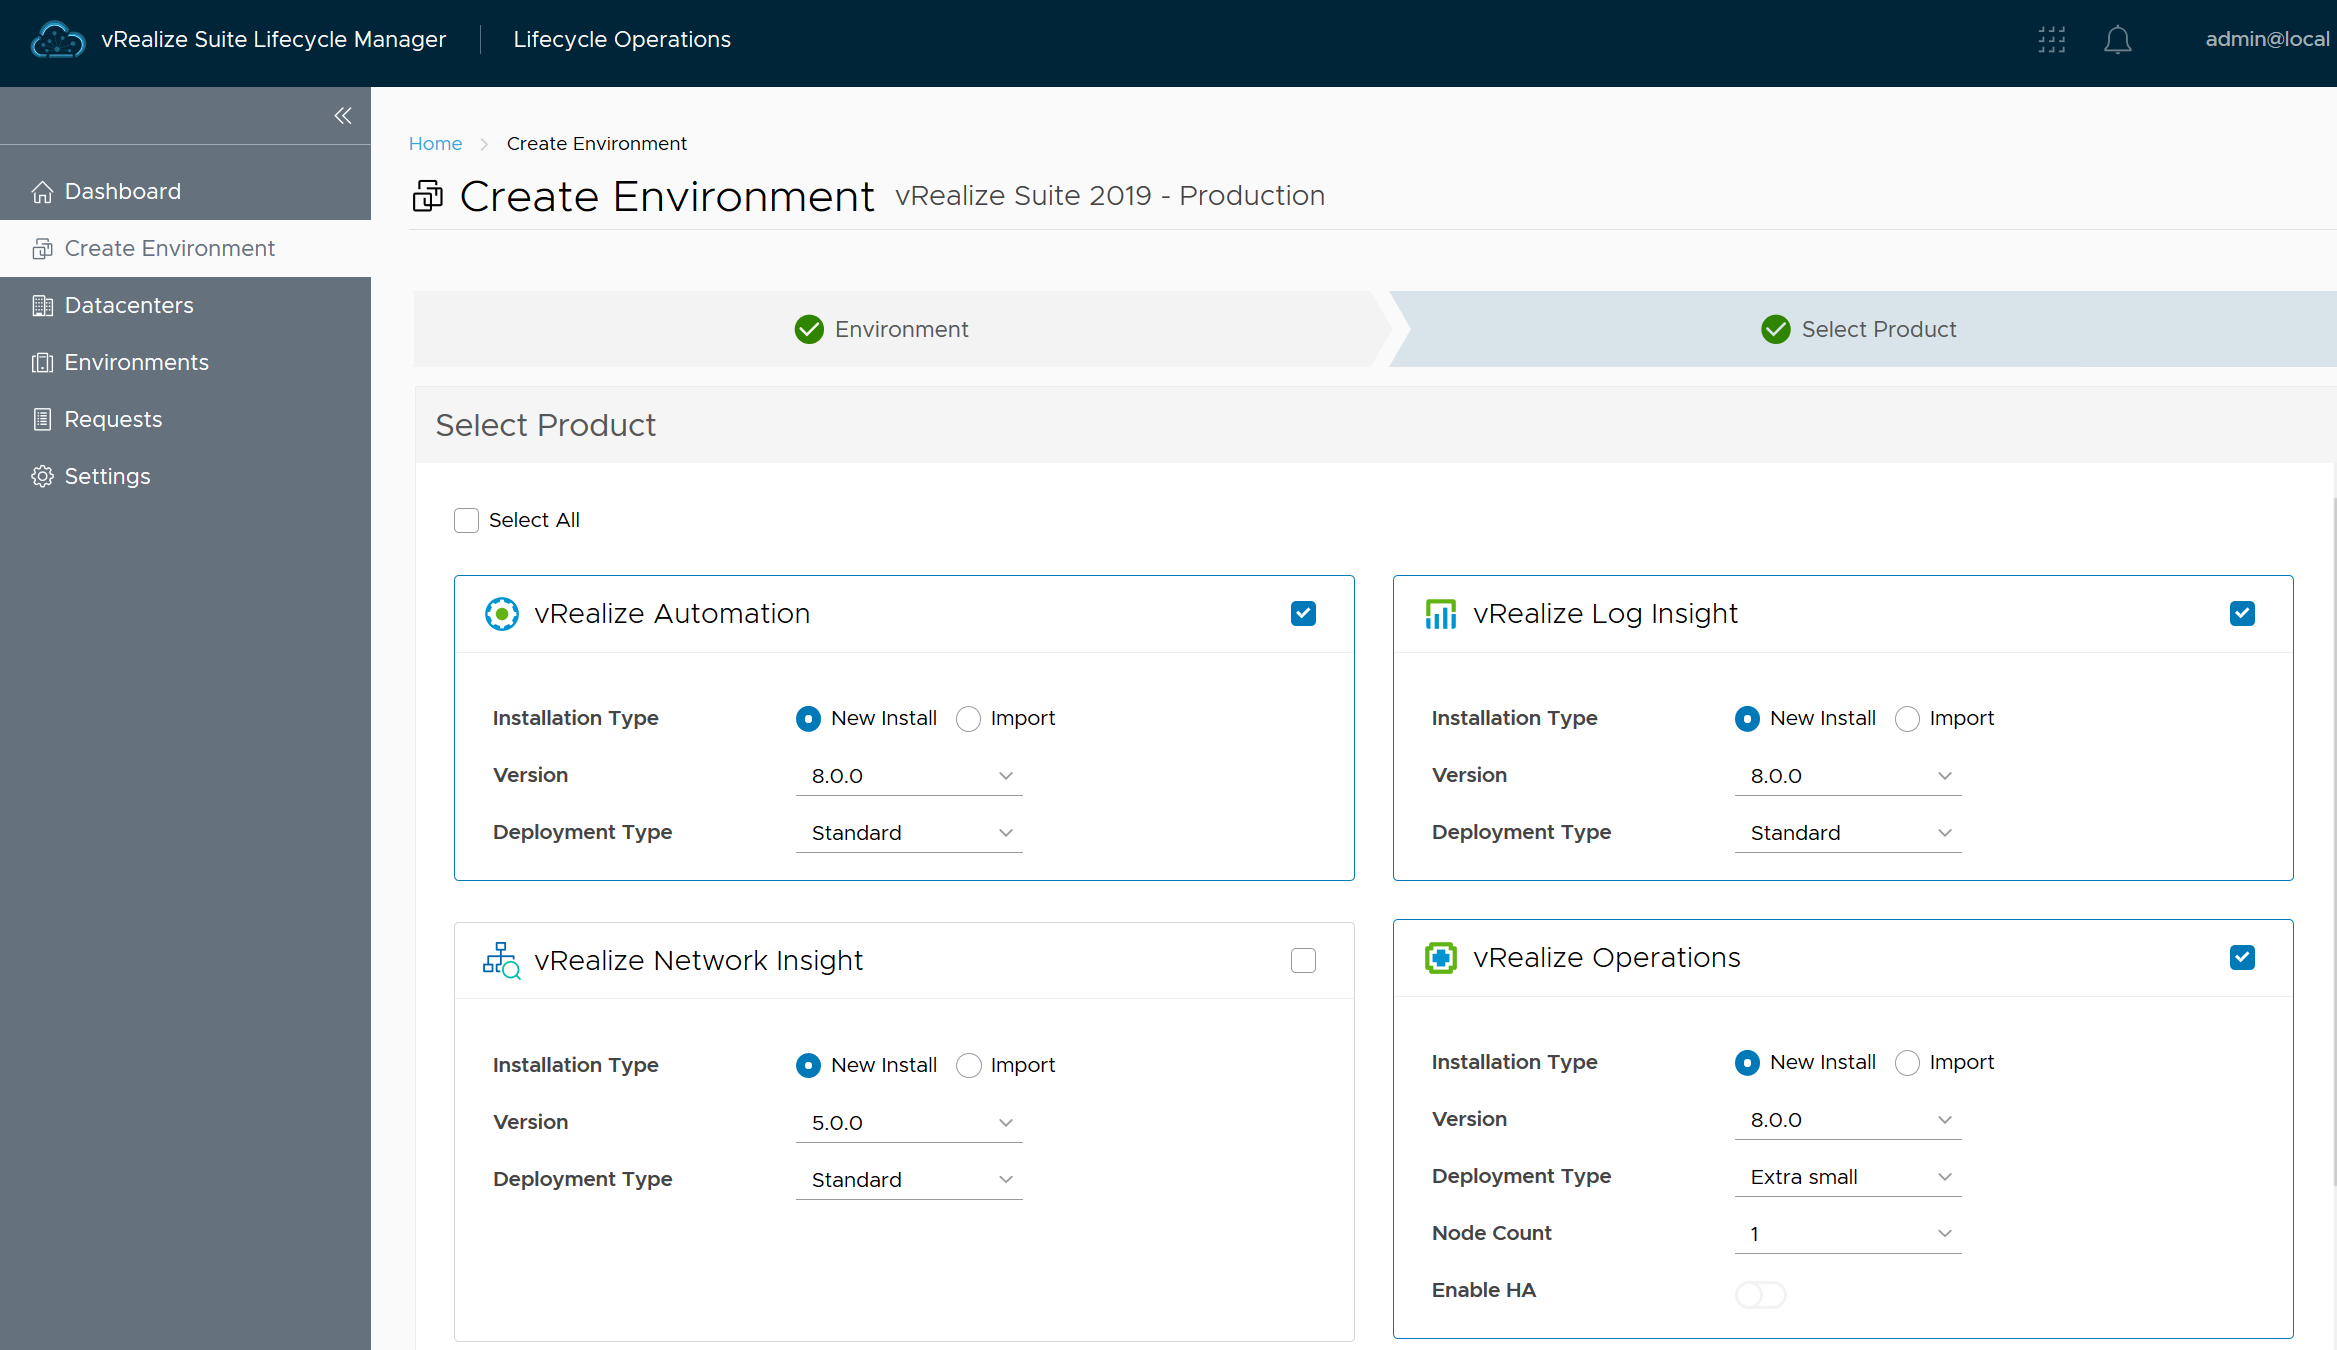 vRealize Suite Lifecycle Manager
Lifecycle Operations
admin@local
Dashboard
Create Environment
Datacenters
Environments
Requests
Settings
Home
Create Environment
Create Environment vRealize Suite 2019 - Production
Environment
Select Product
Select Product
Select All
vRealize Automation
Installation Type New Install Import
Version 8.0.0
Deployment Type Standard
vRealize Log Insight
Installation Type New Install Import
Version 8.0.0
Deployment Type Standard
vRealize Network Insight
Installation Type New Install Import
Version 5.0.0
Deployment Type Standard
vRealize Operations
Installation Type New Install Import
Version 8.0.0
Deployment Type Extra small
Node Count 1
Enable HA